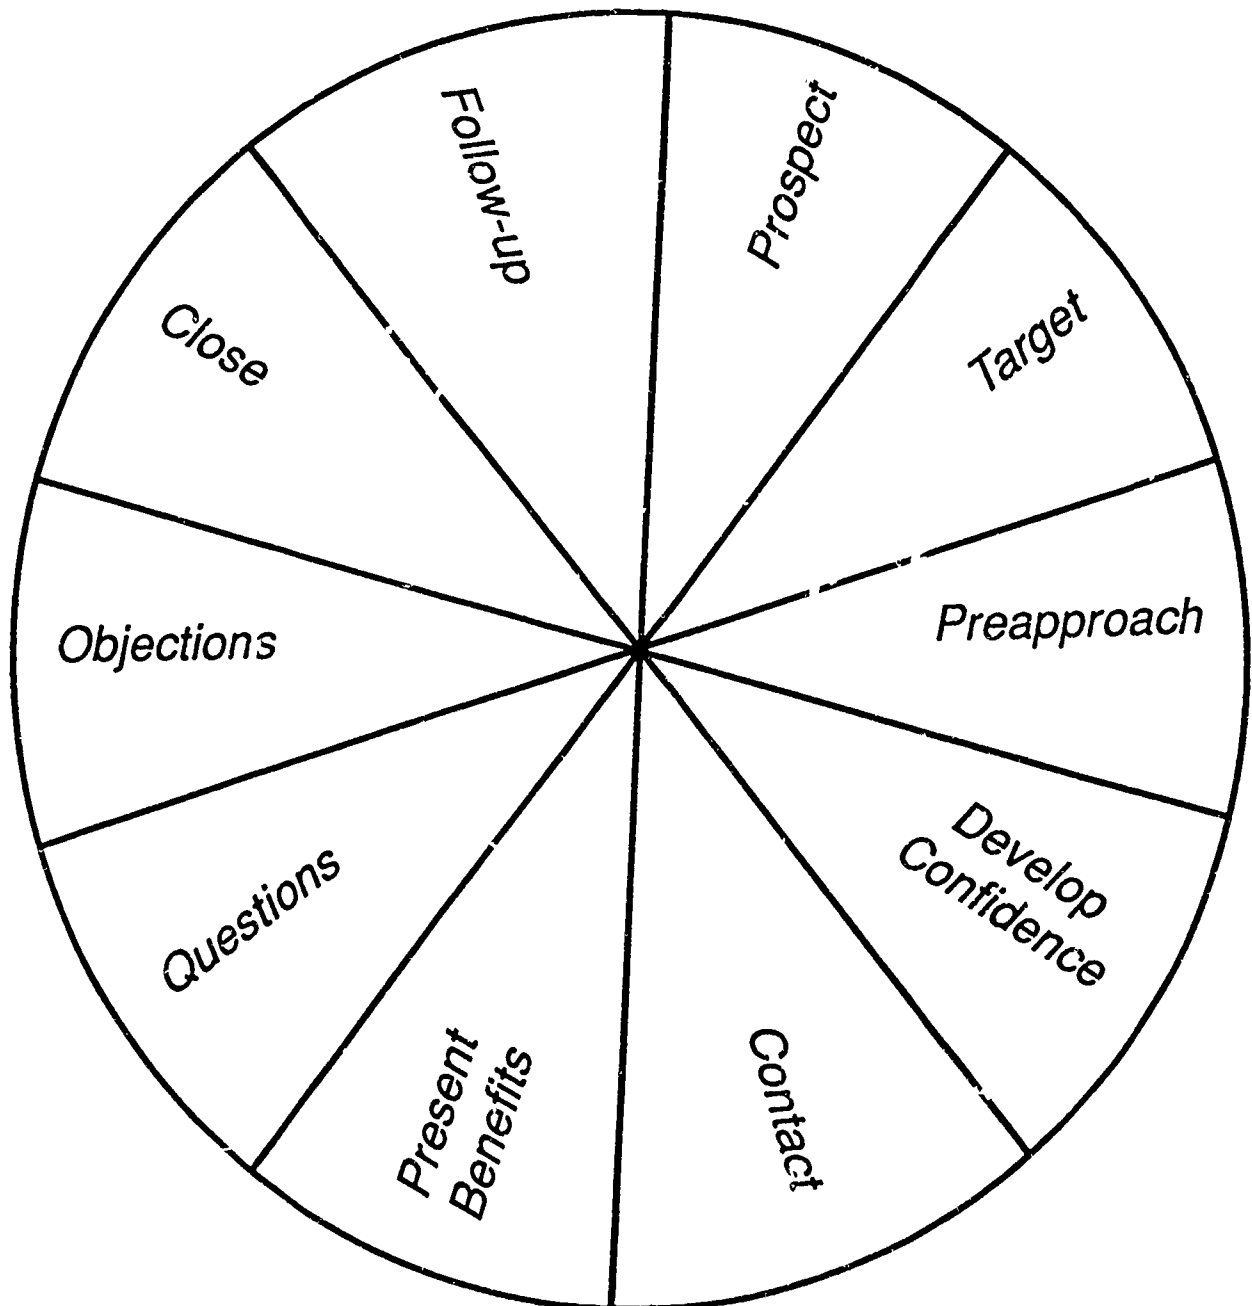 Prospect
Target
Preapproach
Develop
Confidence
Contact
Present
Benefits
Questions
Objections
Close
Follow-up